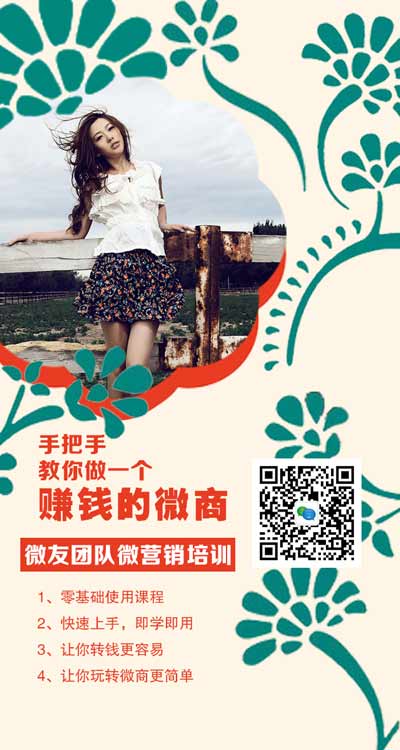 手把手
教你做一个
赚钱的微商
微友团队微营销培训
1、零基础使用课程
2、快速上手，即学即用
3、让你转钱更容易
4、让你玩转微商更简单